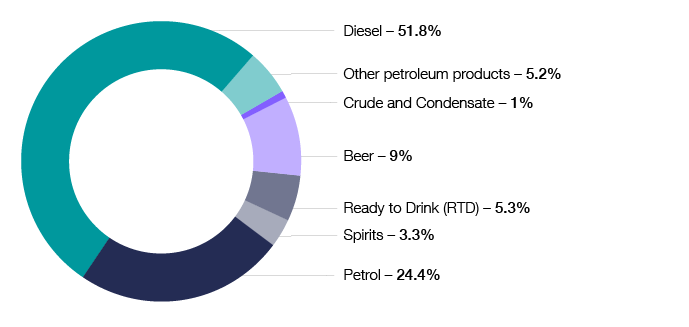 Diesel – 51.8%
Other petroleum products – 5.2%
Crude and Condensate – 1%
Beer – 9%
Ready to Drink (RTD) – 5.3%
Spirits – 3.3%
Petrol – 24.4%